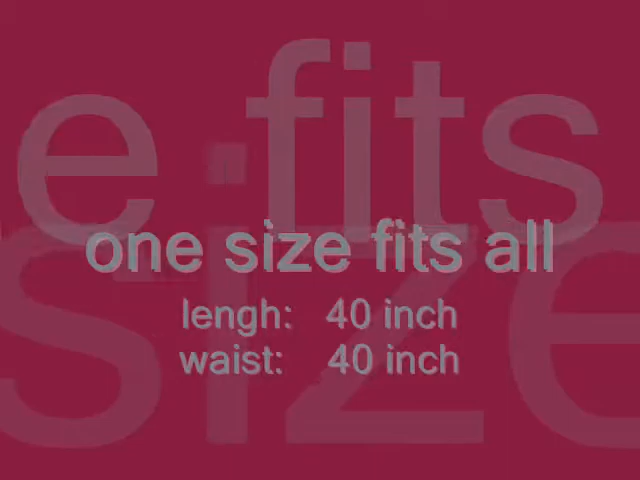 e fits
size
one size fits all
lengh: 40 inch
waist: 40 inch